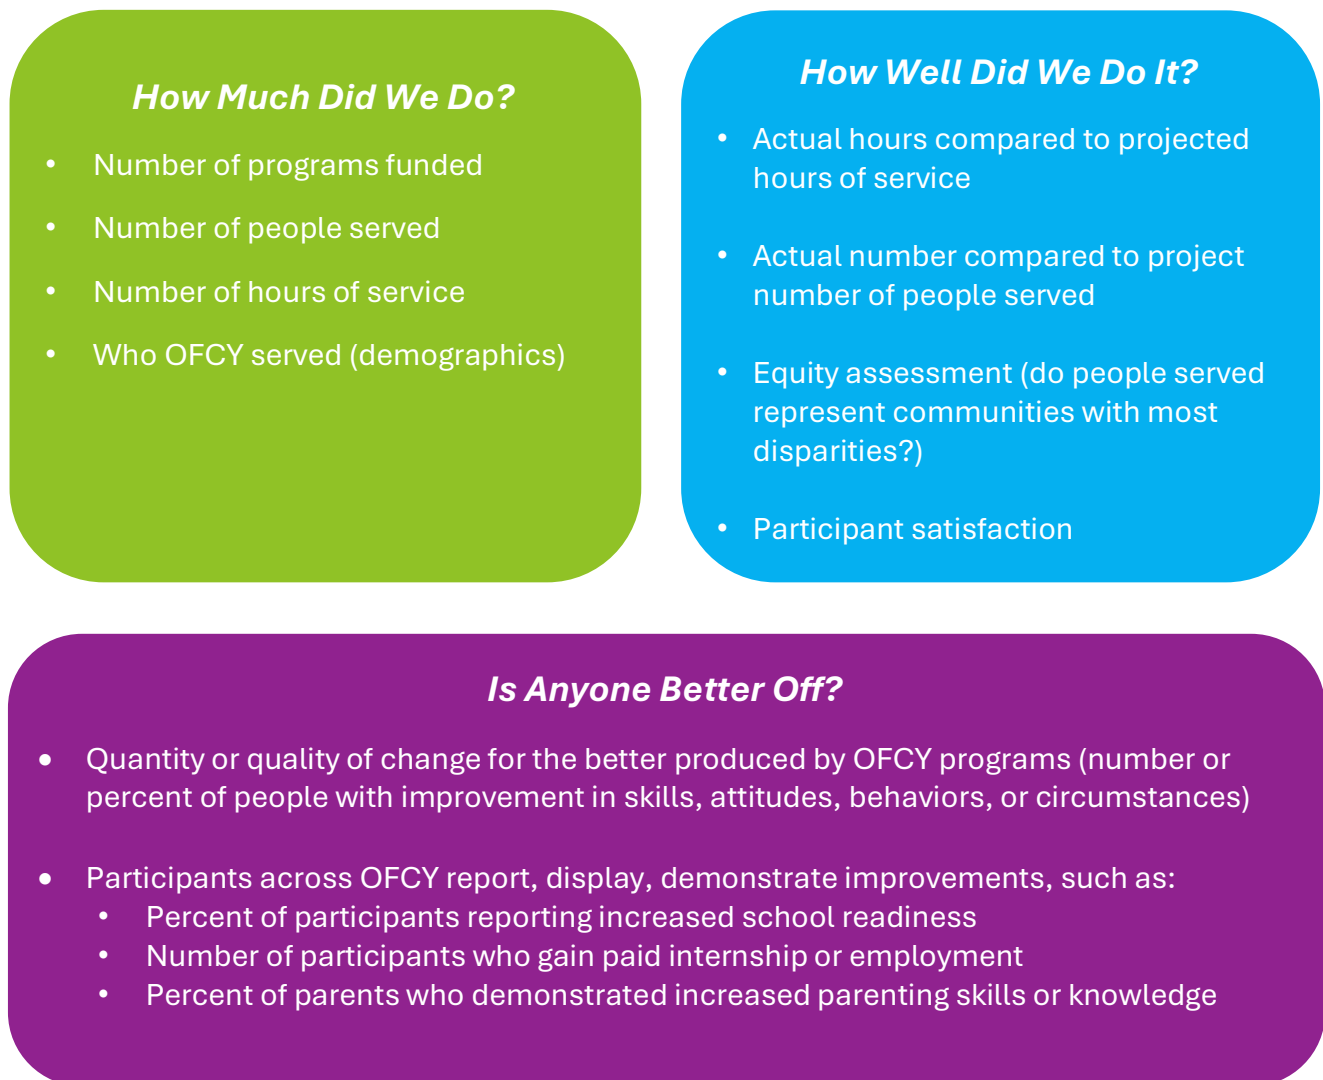 How Much Did We Do?
• Number of programs funded
• Number of people served
• Number of hours of service
• Who OFCY served (demographics)
How Well Did We Do It?
• Actual hours compared to projected
hours of service
• Actual number compared to project
number of people served
• Equity assessment (do people served
represent communities with most
disparities?)
• Participant satisfaction
Is Anyone Better Off?
• Quantity or quality of change for the better produced by OFCY programs (number or
percent of people with improvement in skills, attitudes, behaviors, or circumstances)
• Participants across OFCY report, display, demonstrate improvements, such as:
• Percent of participants reporting increased school readiness
• Number of participants who gain paid internship or employment
• Percent of parents who demonstrated increased parenting skills or knowledge